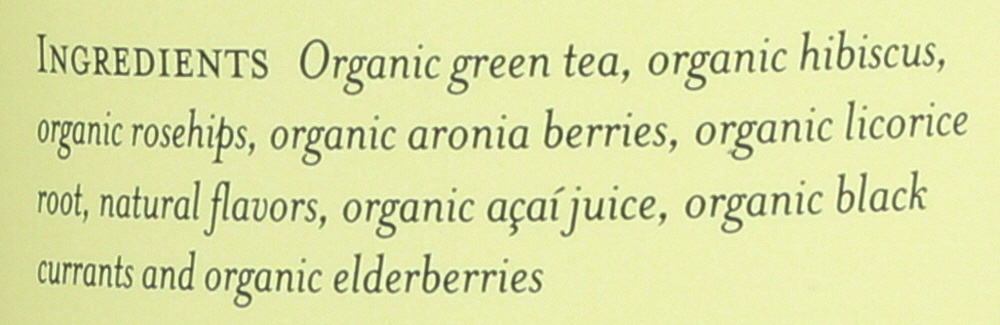 INGREDIENTS Organic green tea, organic hibiscus,
organic rosehips, organic aronia berries, organic licorice
root, natural flavors, organic açaí juice, organic black
currants and organic elderberries